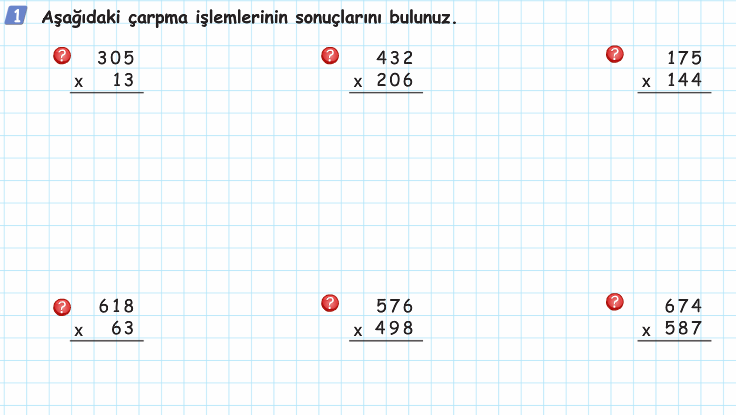 1 Aşağıdaki çarpma işlemlerinin sonuçlarını bulunuz.
? 305
x 13
? 432
x 206
? 175
x 144
? 618
x 63
? 576
x 498
? 674
x 587